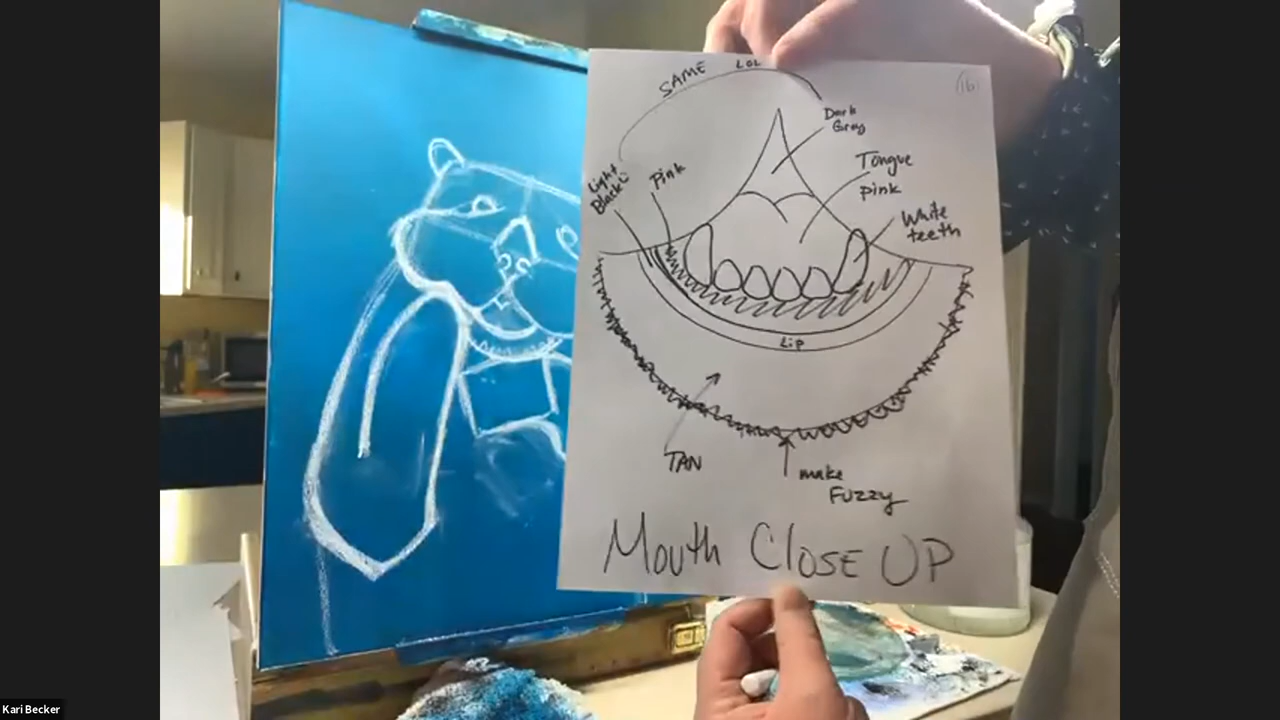 SAME LOL
16
Dark
Gray
Light
Black
Pink
Tongue
pink
White
teeth
Lip
TAN
make
Fuzzy
Mouth Close UP
Kari Becker